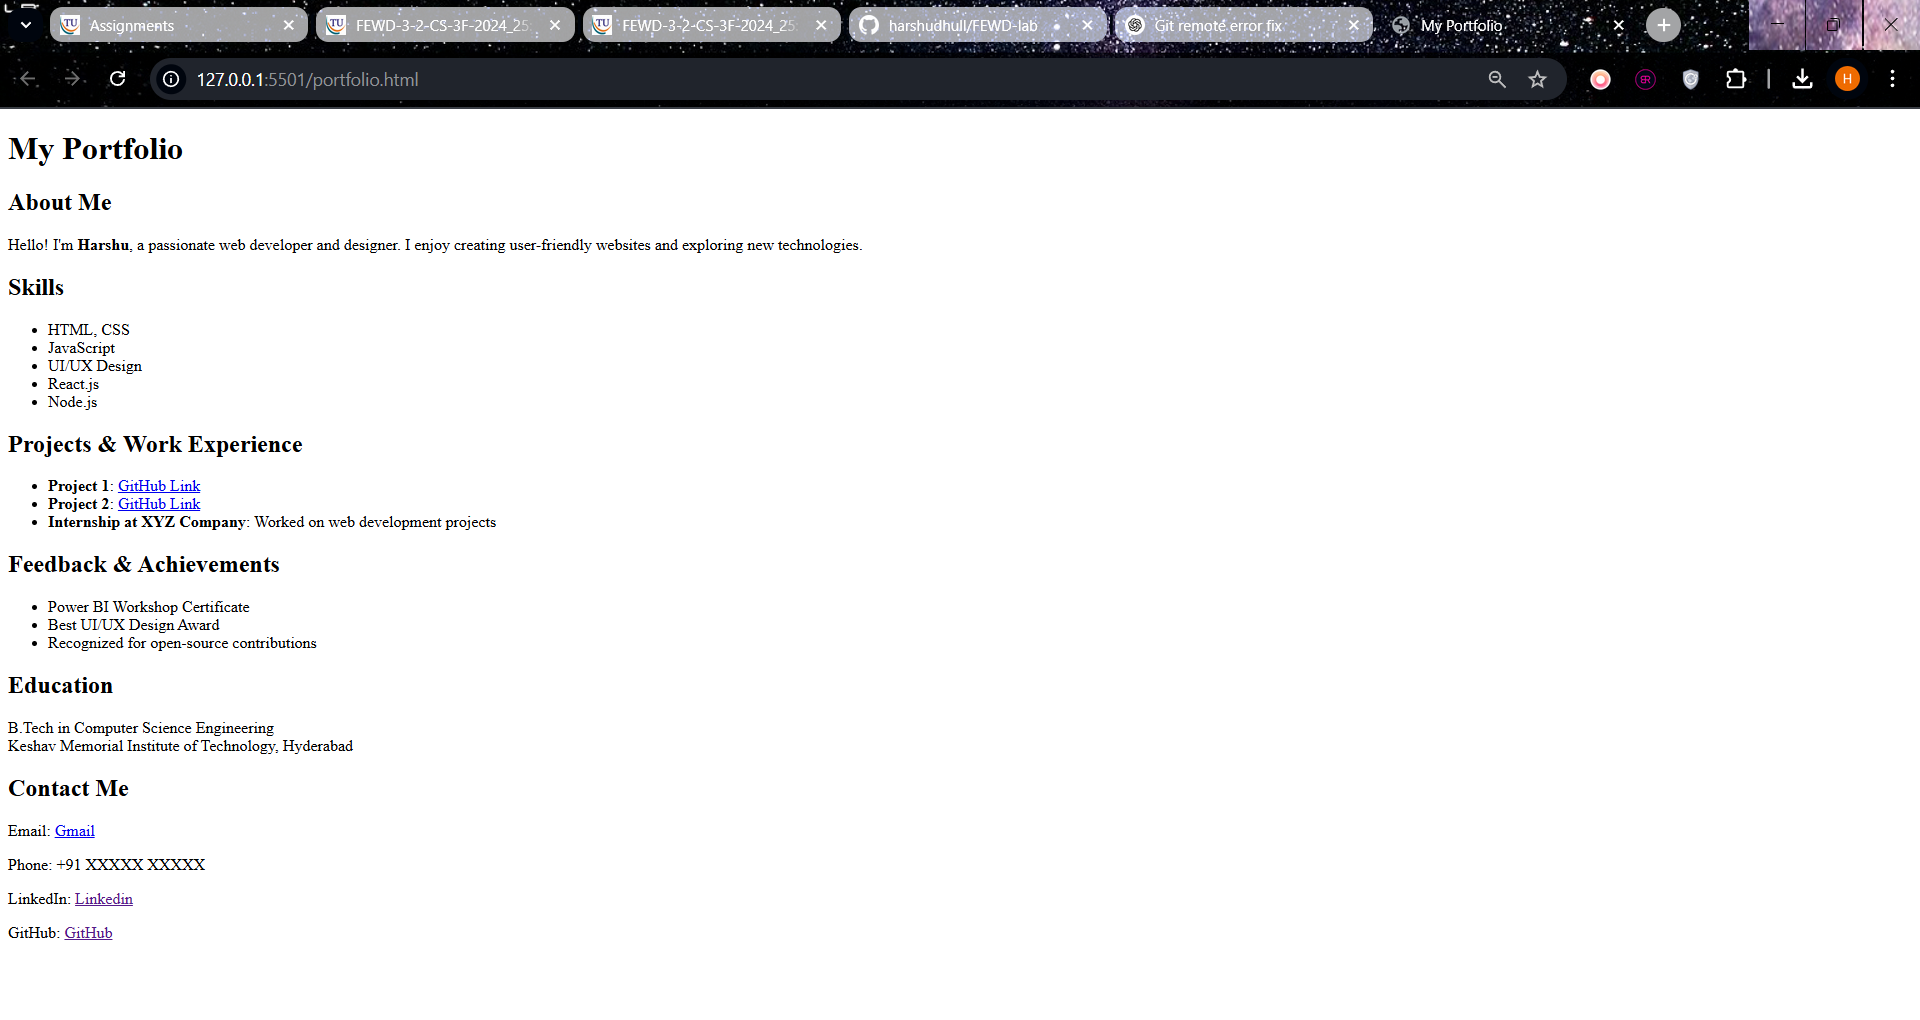 Assignments
FEWD-3-2-CS-3F-2024_25
FEWD-3-2-CS-3F-2024_25
harshudhull/FEWD-lab
Git remote error fix
My Portfolio
127.0.0.1:5501/portfolio.html
H
My Portfolio
About Me
Hello! I'm Harshu, a passionate web developer and designer. I enjoy creating user-friendly websites and exploring new technologies.
Skills
HTML, CSS
JavaScript
UI/UX Design
React.js
Node.js
Projects & Work Experience
Project 1: GitHub Link
Project 2: GitHub Link
Internship at XYZ Company: Worked on web development projects
Feedback & Achievements
Power BI Workshop Certificate
Best UI/UX Design Award
Recognized for open-source contributions
Education
B.Tech in Computer Science Engineering
Keshav Memorial Institute of Technology, Hyderabad
Contact Me
Email: Gmail
Phone: +91 XXXXX XXXXX
LinkedIn: Linkedin
GitHub: GitHub